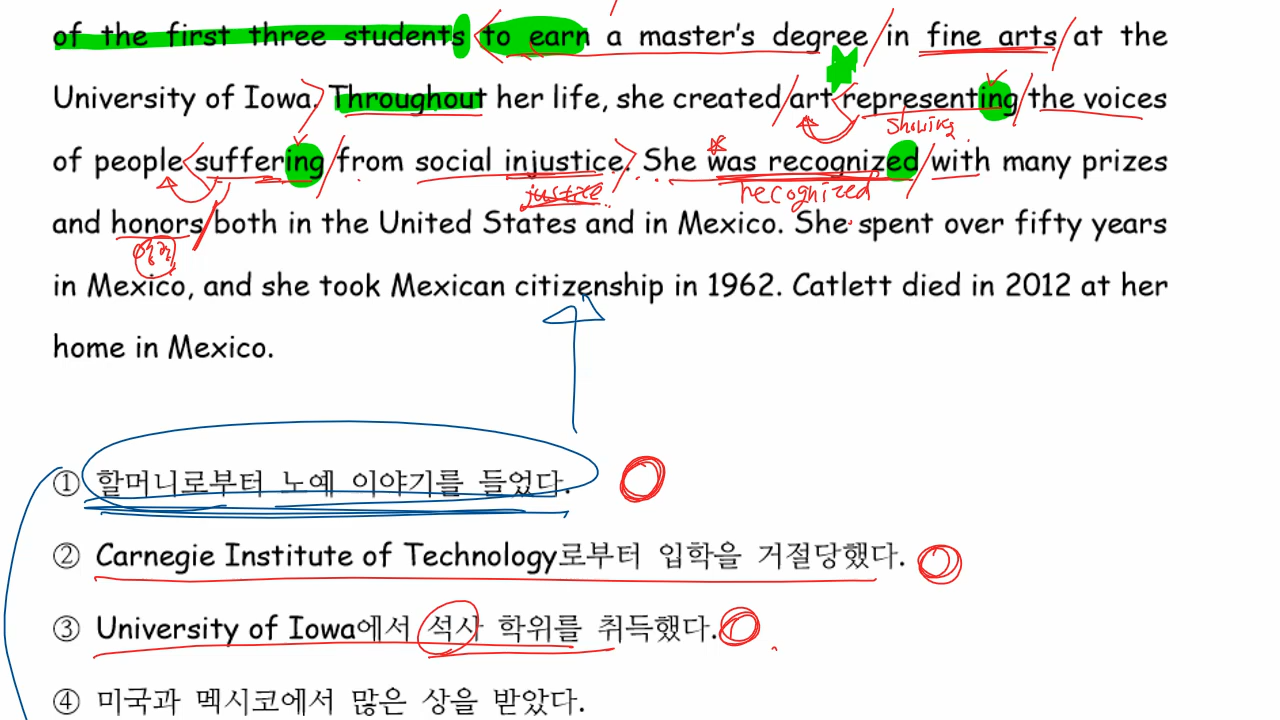 of the first three students to earn a master's degree in fine arts at the
University of Iowa. Throughout her life, she created art representing the voices
showing
of people suffering from social injustice. She was recognized with many prizes
justice recognized
and honors both in the United States and in Mexico. She spent over fifty years
in Mexico, and she took Mexican citizenship in 1962. Catlett died in 2012 at her
home in Mexico.
① 할머니로부터 노예 이야기를 들었다.
② Carnegie Institute of Technology로부터 입학을 거절당했다.
③ University of Iowa에서 석사 학위를 취득했다.
④ 미국과 멕시코에서 많은 상을 받았다.